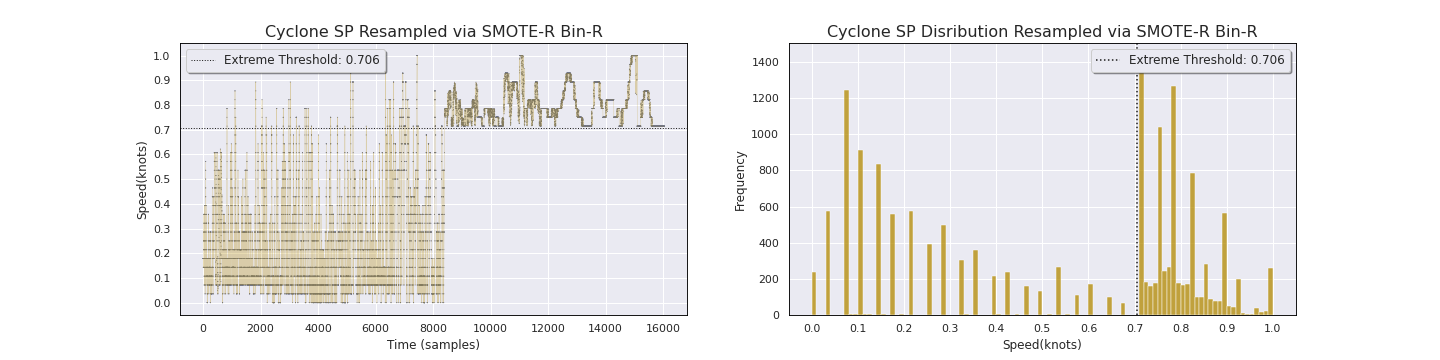 Cyclone SP Resampled via SMOTE-R Bin-R
Extreme Threshold: 0.706
1.0
0.9
0.8
0.7
0.6
0.5
0.4
0.3
0.2
0.1
0.0
Speed(knots)
0 2000 4000 6000 8000 10000 12000 14000 16000
Time (samples)
Cyclone SP Disribution Resampled via SMOTE-R Bin-R
Extreme Threshold: 0.706
1400
1200
1000
800
600
400
200
0
Frequency
0.0 0.1 0.2 0.3 0.4 0.5 0.6 0.7 0.8 0.9 1.0
Speed(knots)